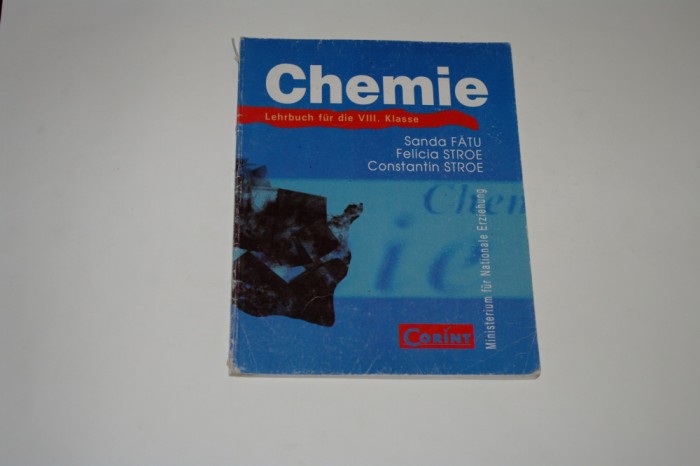 Chemie
Lehrbuch für die VIII. Klasse
Sanda FĂTU
Felicia STROE
Constantin STROE
Chem
ie
Ministerium für Nationale Erziehung
CORINT